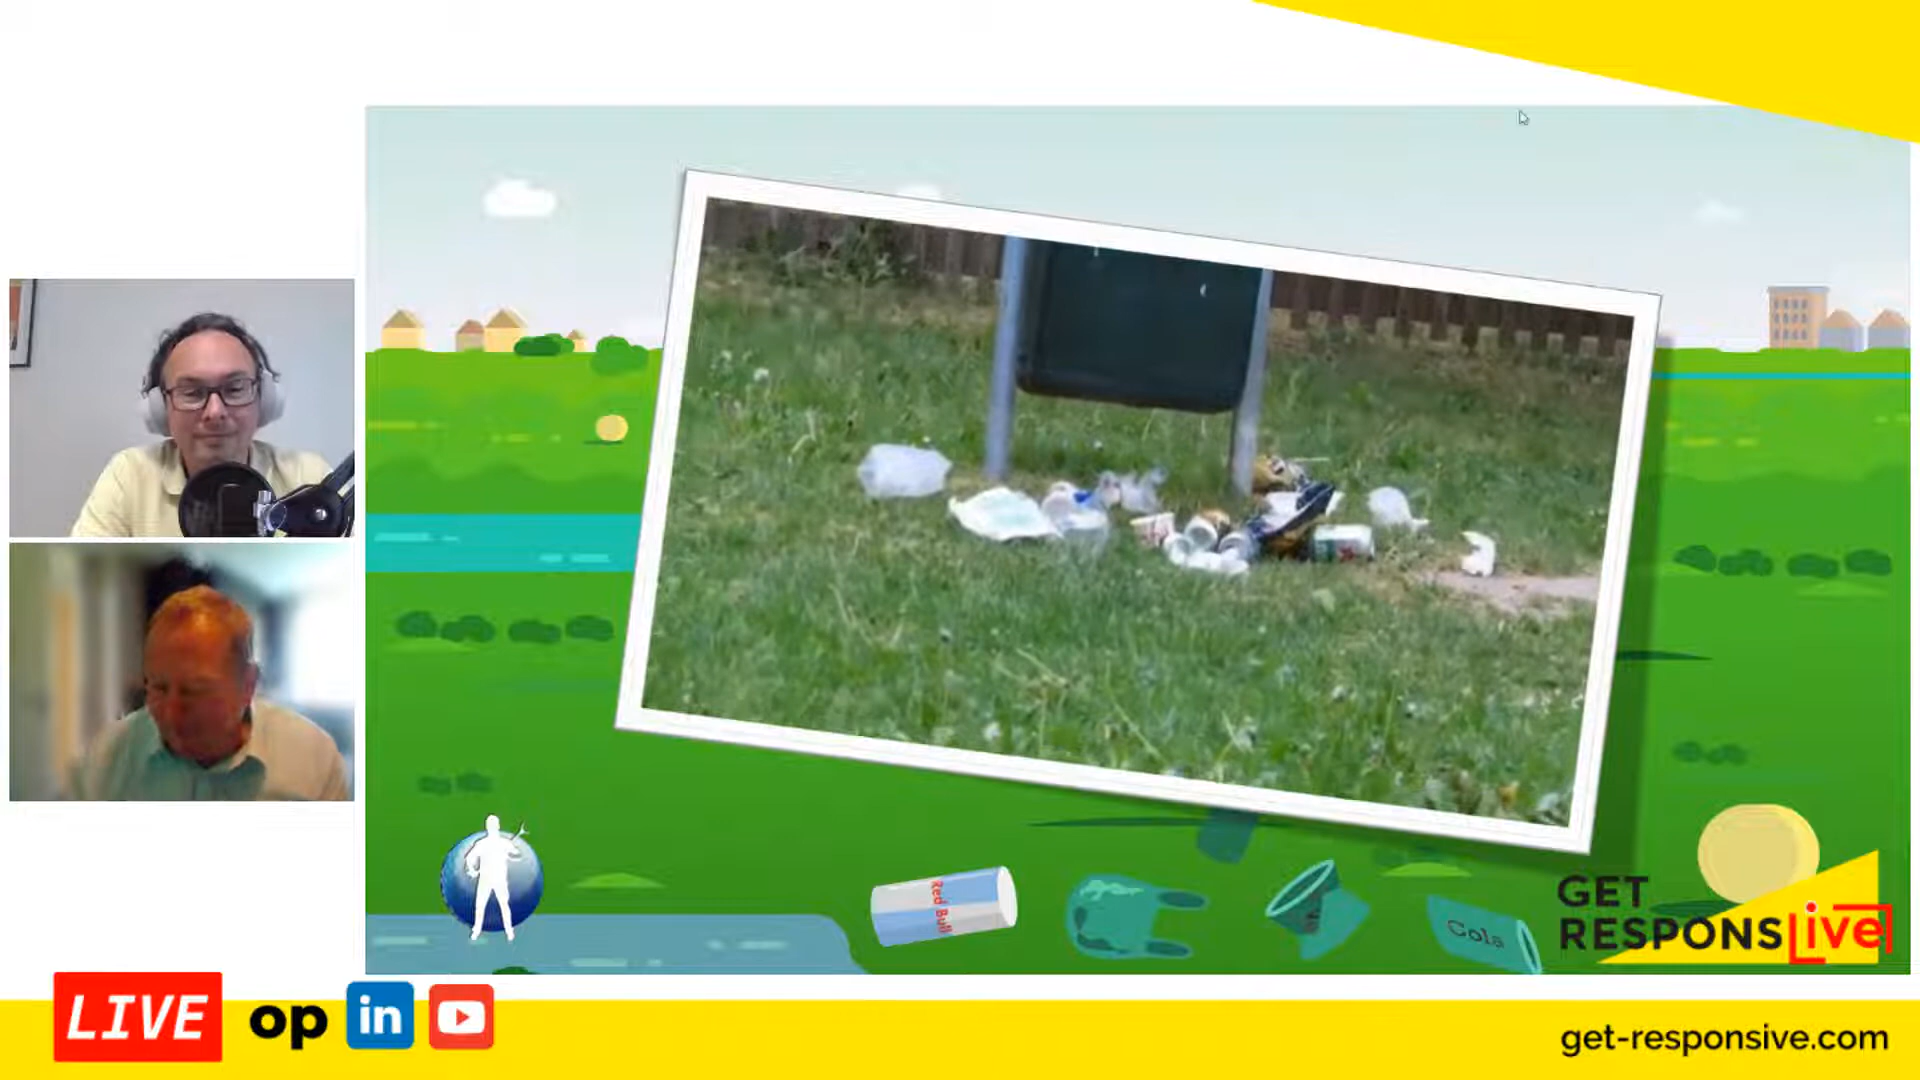 Red Bull
Cola
GET
RESPONSLive
LIVE op in
get-responsive.com